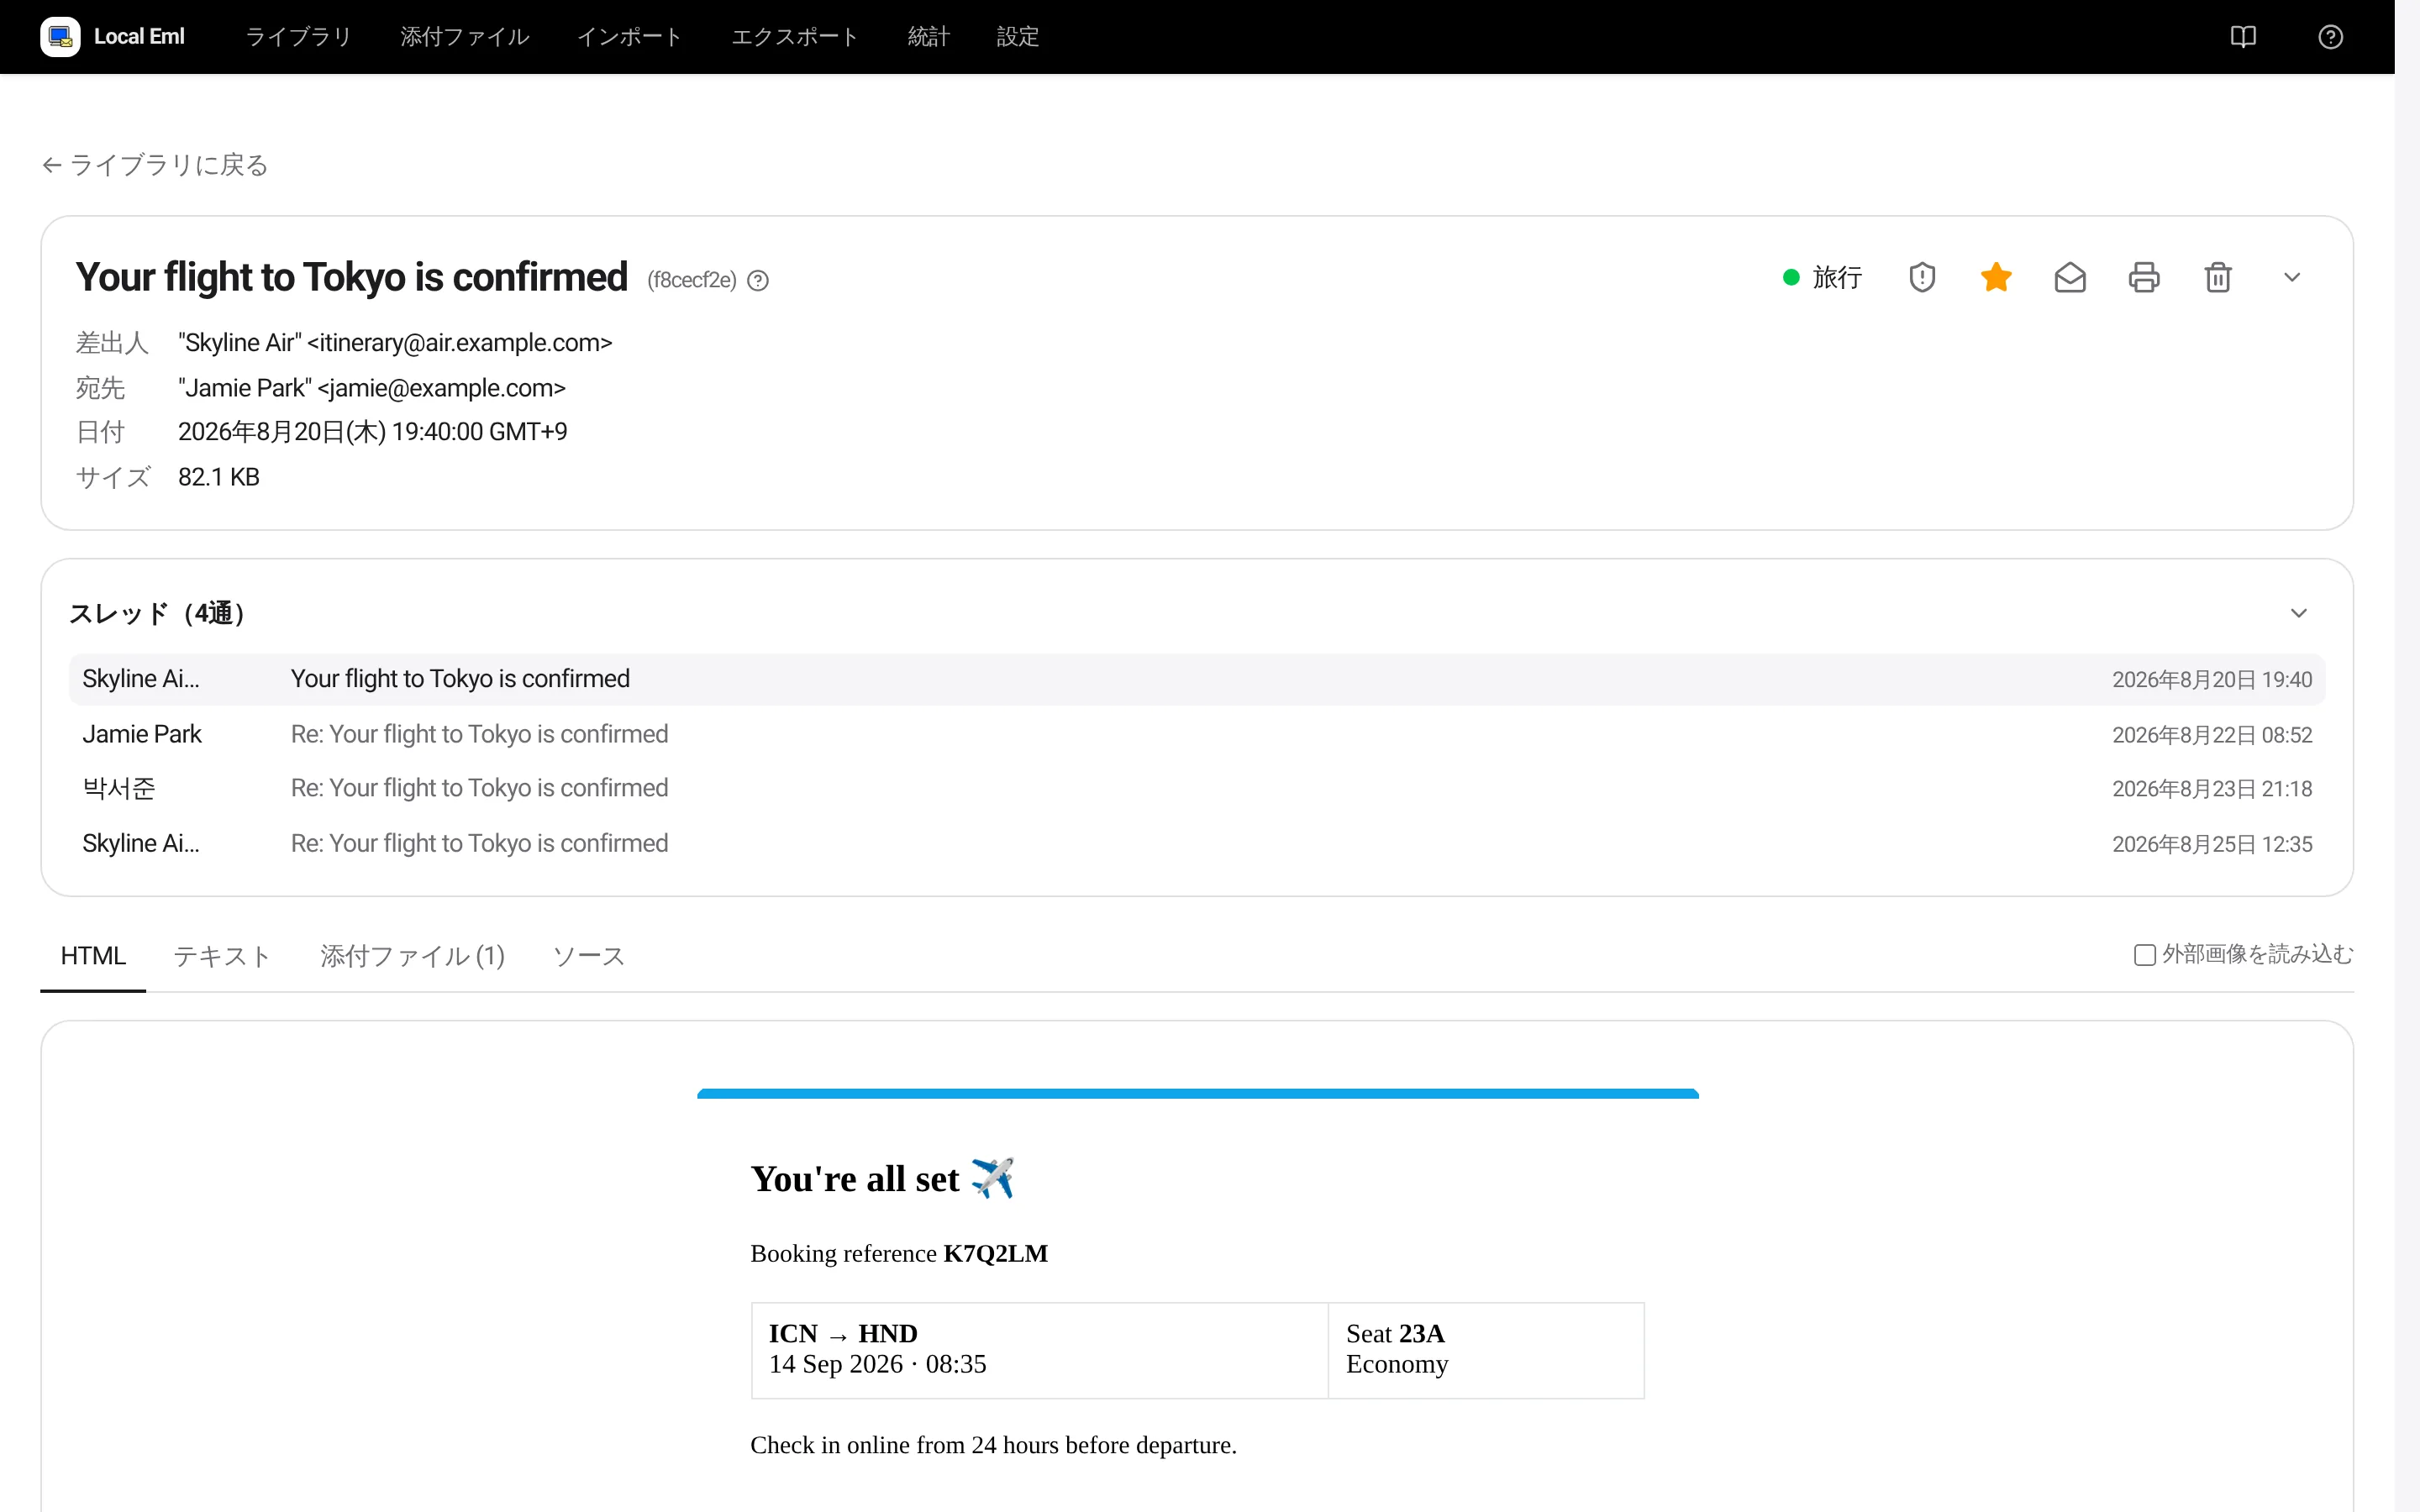 Local Eml ライブラリ 添付ファイル インポート エクスポート 統計 設定
← ライブラリに戻る
Your flight to Tokyo is confirmed (f8cecf2e) 旅行
差出人 "Skyline Air" <itinerary@air.example.com>
宛先 "Jamie Park" <jamie@example.com>
日付 2026年8月20日(木) 19:40:00 GMT+9
サイズ 82.1 KB
スレッド（4通）
Skyline Ai... Your flight to Tokyo is confirmed 2026年8月20日 19:40
Jamie Park Re: Your flight to Tokyo is confirmed 2026年8月22日 08:52
박서준 Re: Your flight to Tokyo is confirmed 2026年8月23日 21:18
Skyline Ai... Re: Your flight to Tokyo is confirmed 2026年8月25日 12:35
HTML テキスト 添付ファイル (1) ソース 外部画像を読み込む
You're all set ✈️
Booking reference K7Q2LM
ICN → HND Seat 23A
14 Sep 2026 · 08:35 Economy
Check in online from 24 hours before departure.